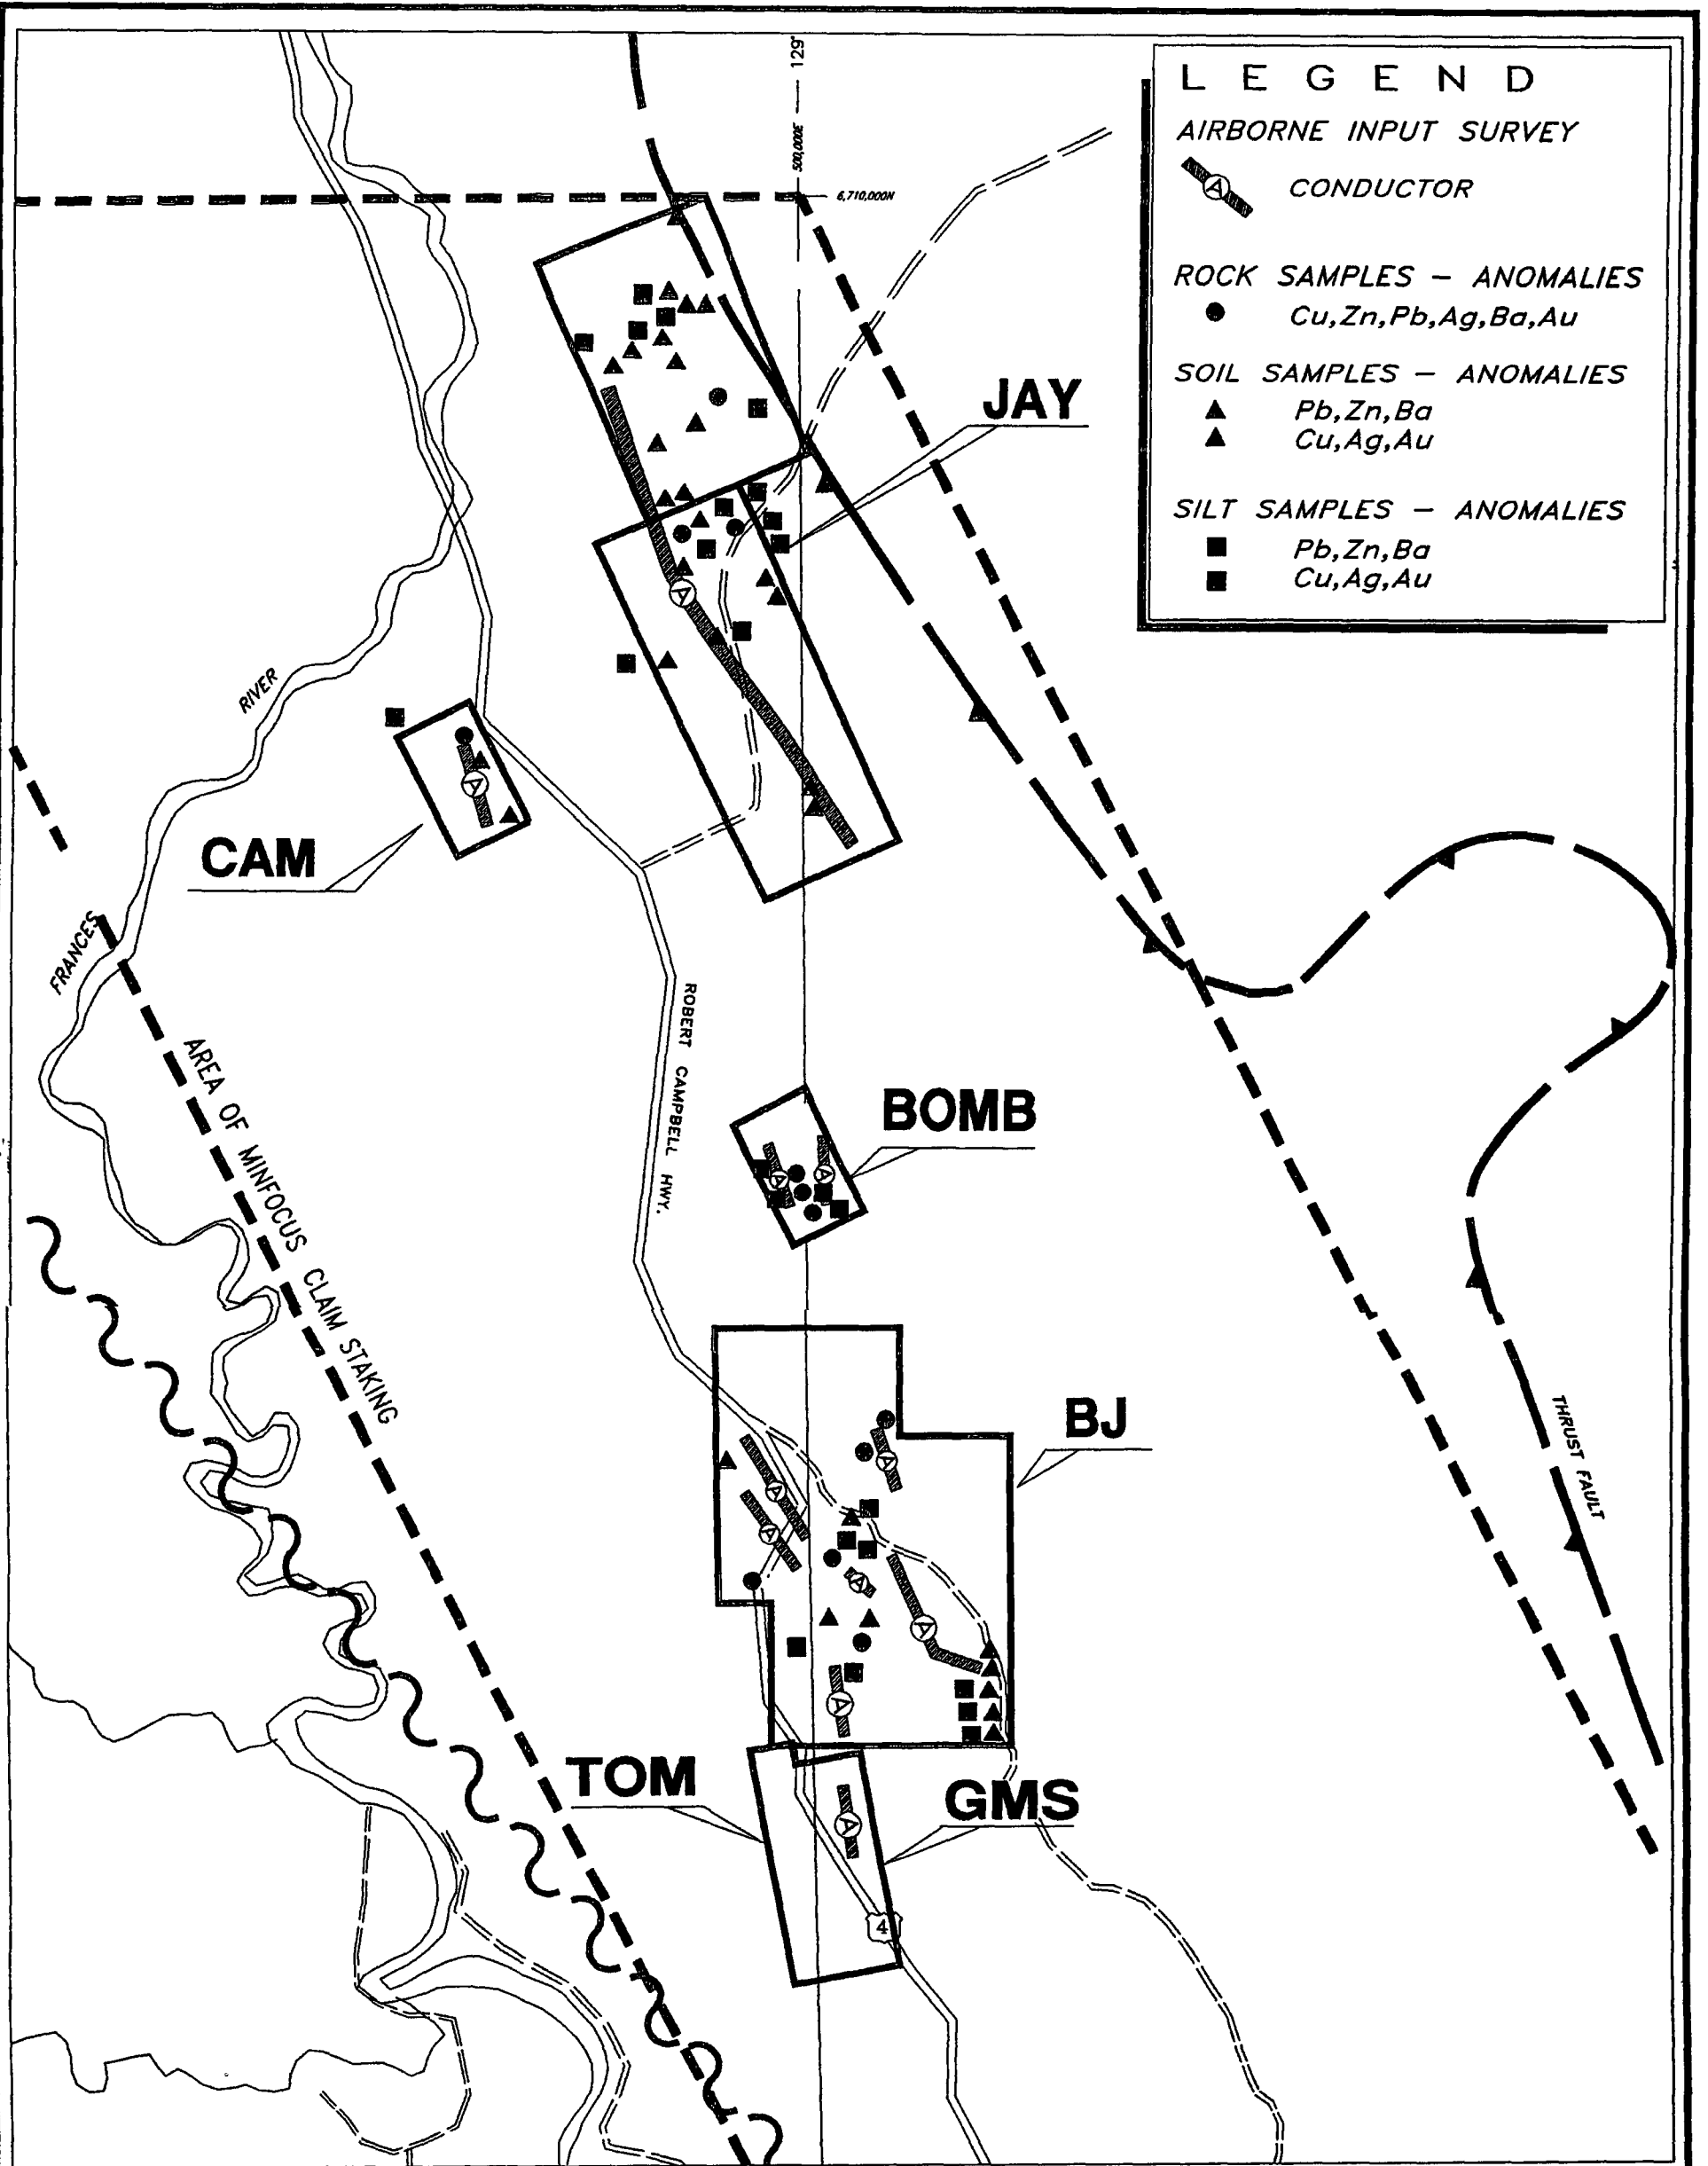 129°
500,000E
6,710,000N
L E G E N D
AIRBORNE INPUT SURVEY
A CONDUCTOR
ROCK SAMPLES - ANOMALIES
Cu,Zn,Pb,Ag,Ba,Au
SOIL SAMPLES - ANOMALIES
Pb,Zn,Ba
Cu,Ag,Au
SILT SAMPLES - ANOMALIES
Pb,Zn,Ba
Cu,Ag,Au
JAY
A
RIVER
A
CAM
FRANCES
ROBERT CAMPBELL HWY.
AREA OF MINFOCUS CLAIM STAKING
BOMB
A
A
BJ
THRUST FAULT
A
A
A
A
A
A
TOM
GMS
A
4